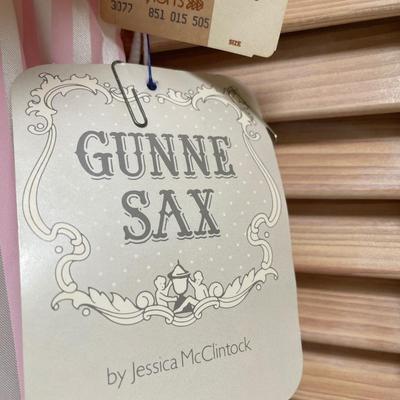 3077 851 015 505
SIZE
GUNNE
SAX
by Jessica McClintock